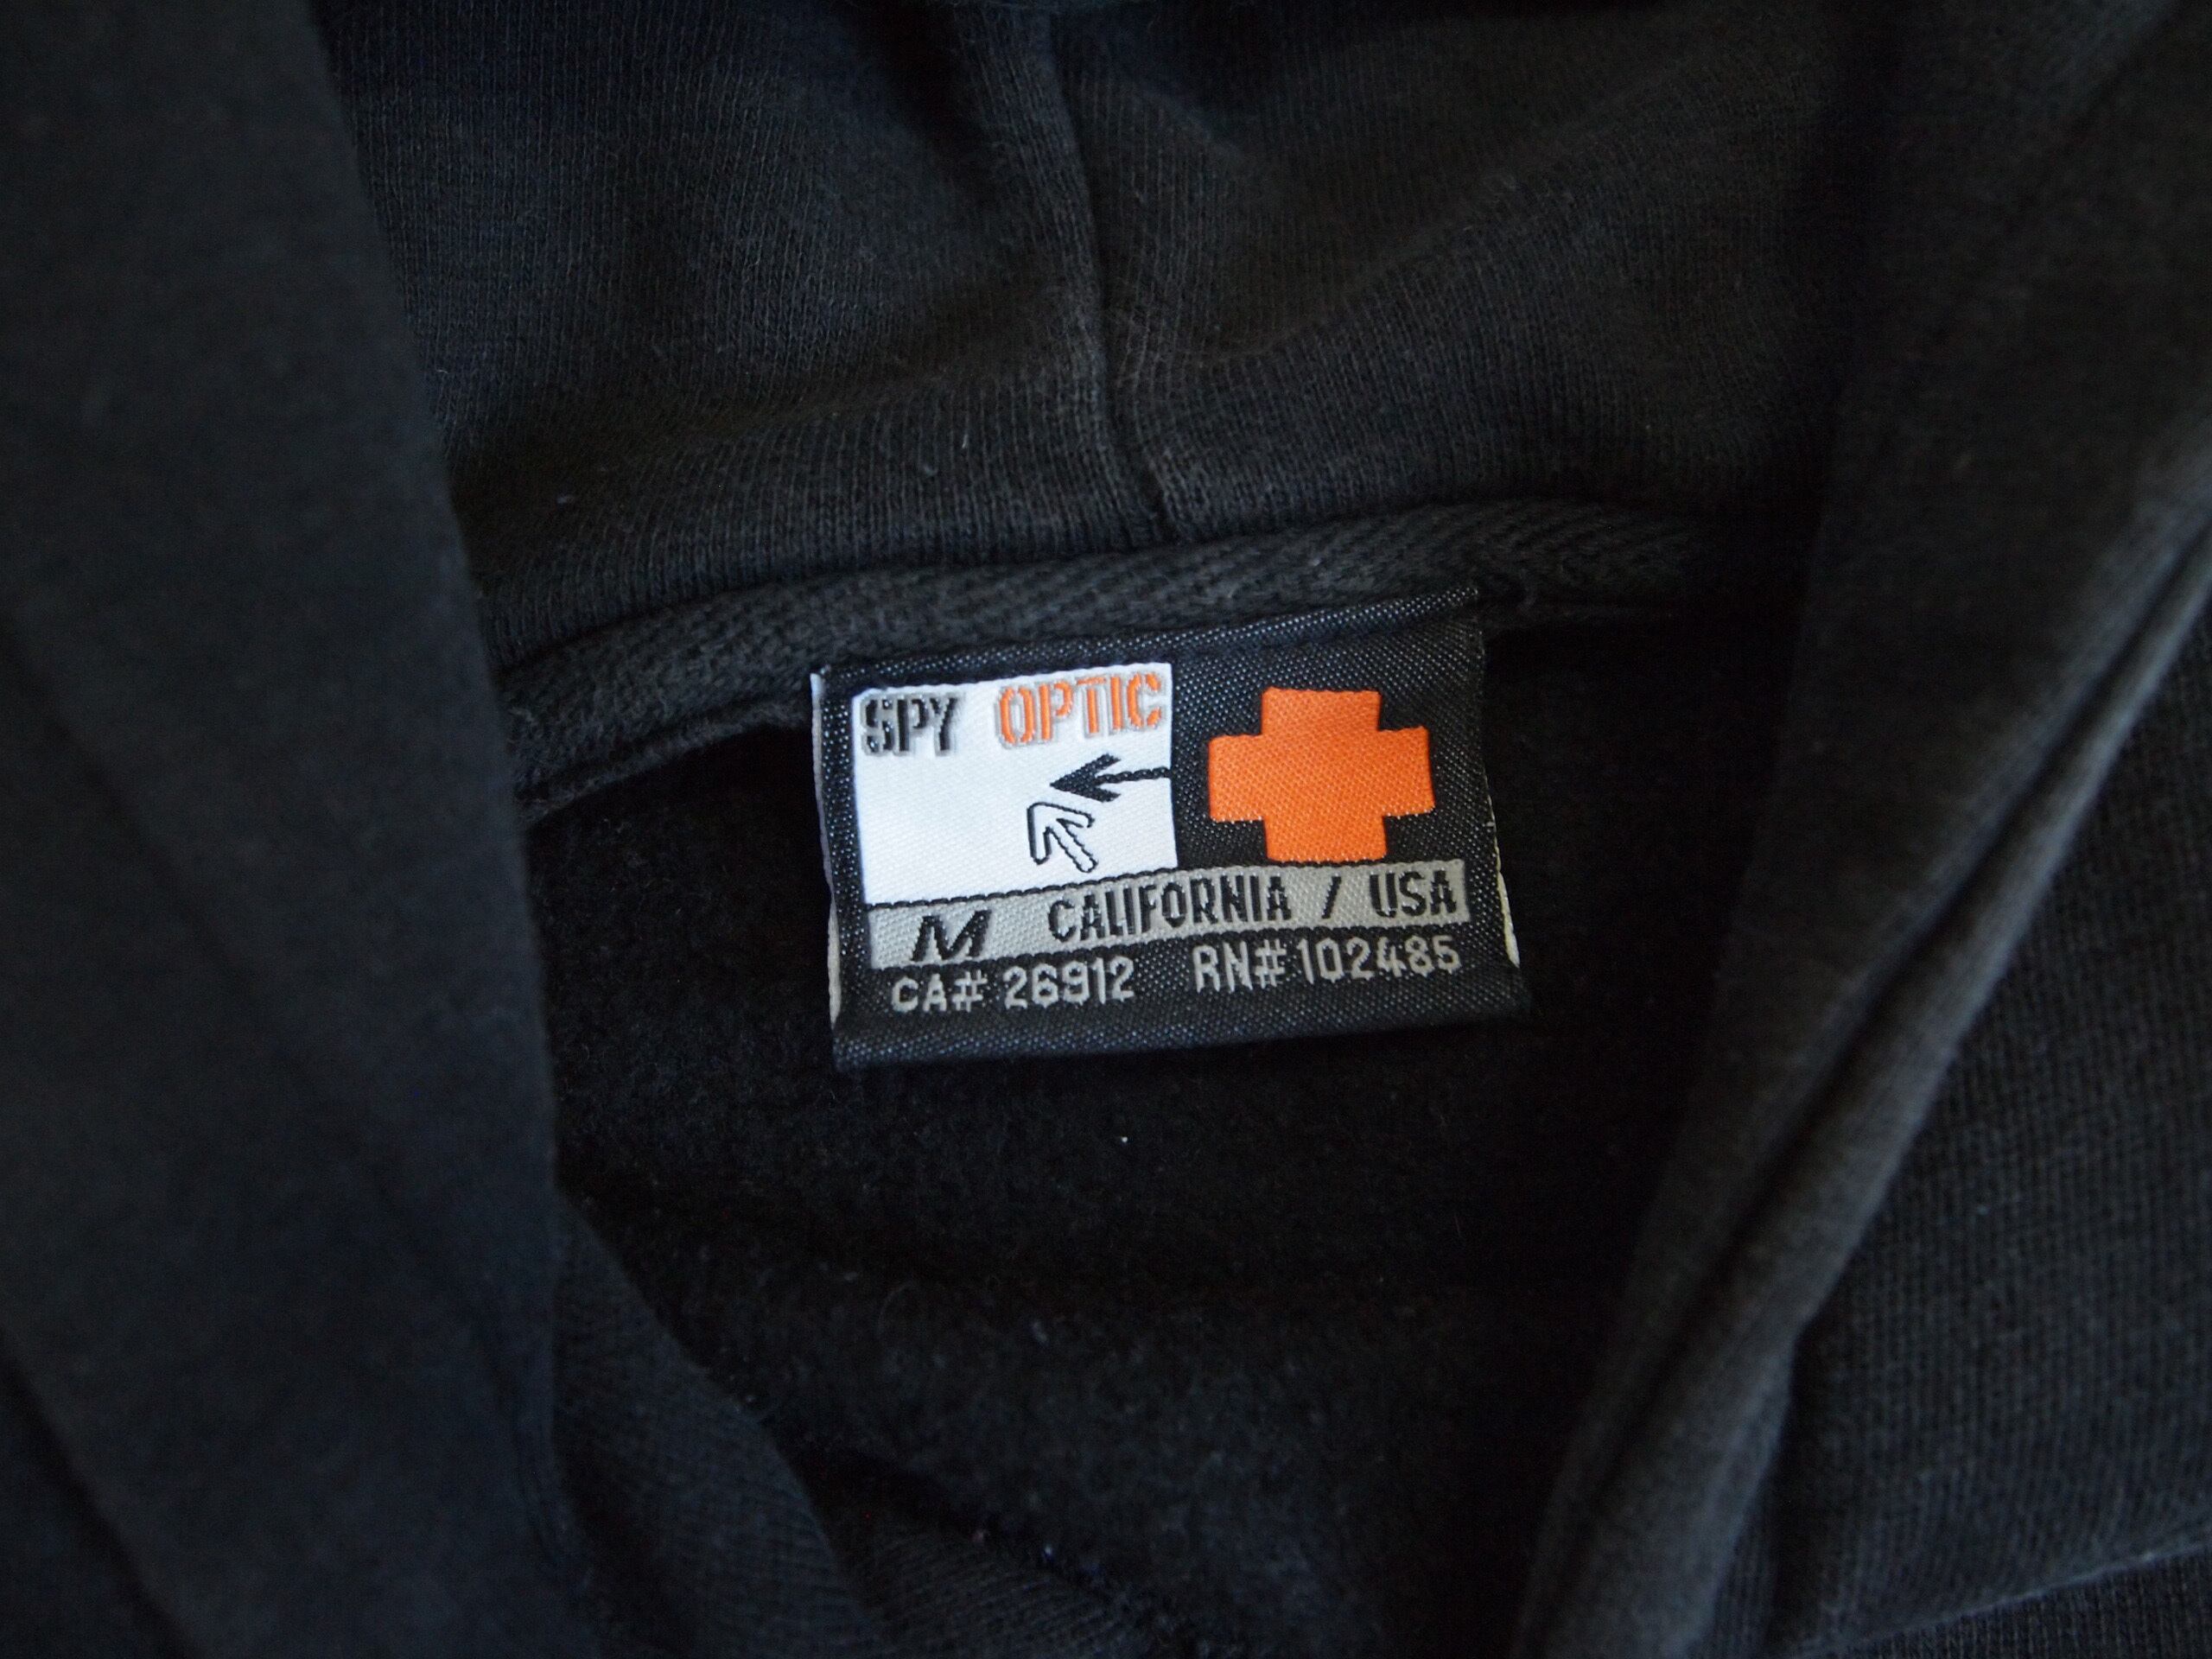 SPY OPTIC
M CALIFORNIA / USA
CA# 26912 RN# 102485